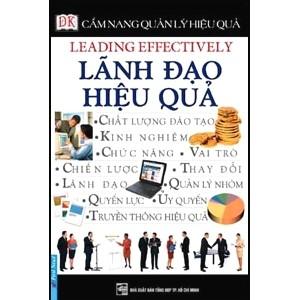 DK CẨM NANG QUẢN LÝ HIỆU QUẢ
LEADING EFFECTIVELY
LÃNH ĐẠO
HIỆU QUẢ
• CHẤT LƯỢNG ĐÀO TẠO
• KINH NGHIỆM
• CHỨC NĂNG • VAI TRÒ
CHIẾN LƯỢC • THAY ĐỔI
• LÃNH ĐẠO • QUẢN LÝ NHÓM
QUYỀN LỰC • ỦY QUYỀN
• TRUYỀN THÔNG HIỆU QUẢ
First News
NHÀ XUẤT BẢN TỔNG HỢP TP. HỒ CHÍ MINH